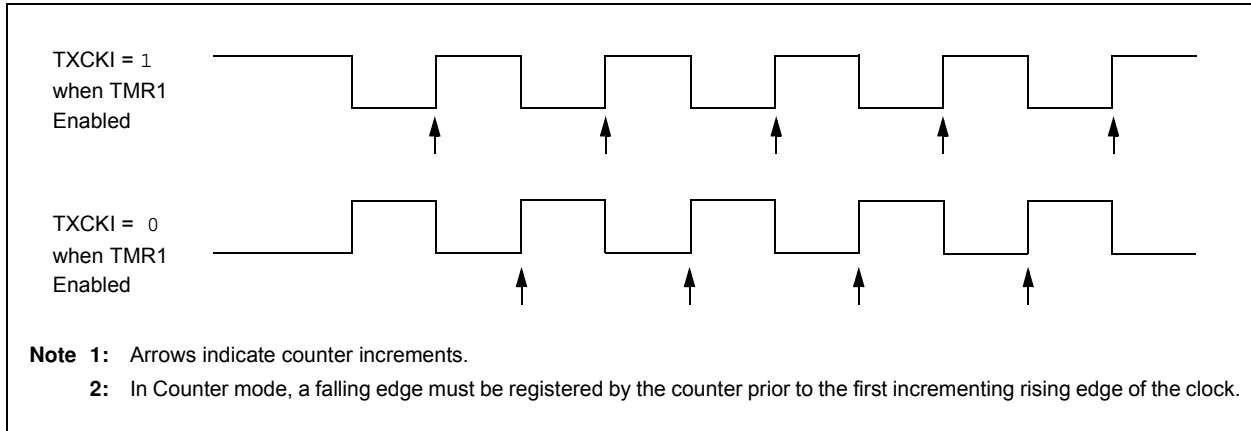 TXCKI = 1
when TMR1
Enabled
TXCKI = 0
when TMR1
Enabled
Note 1: Arrows indicate counter increments.
2: In Counter mode, a falling edge must be registered by the counter prior to the first incrementing rising edge of the clock.